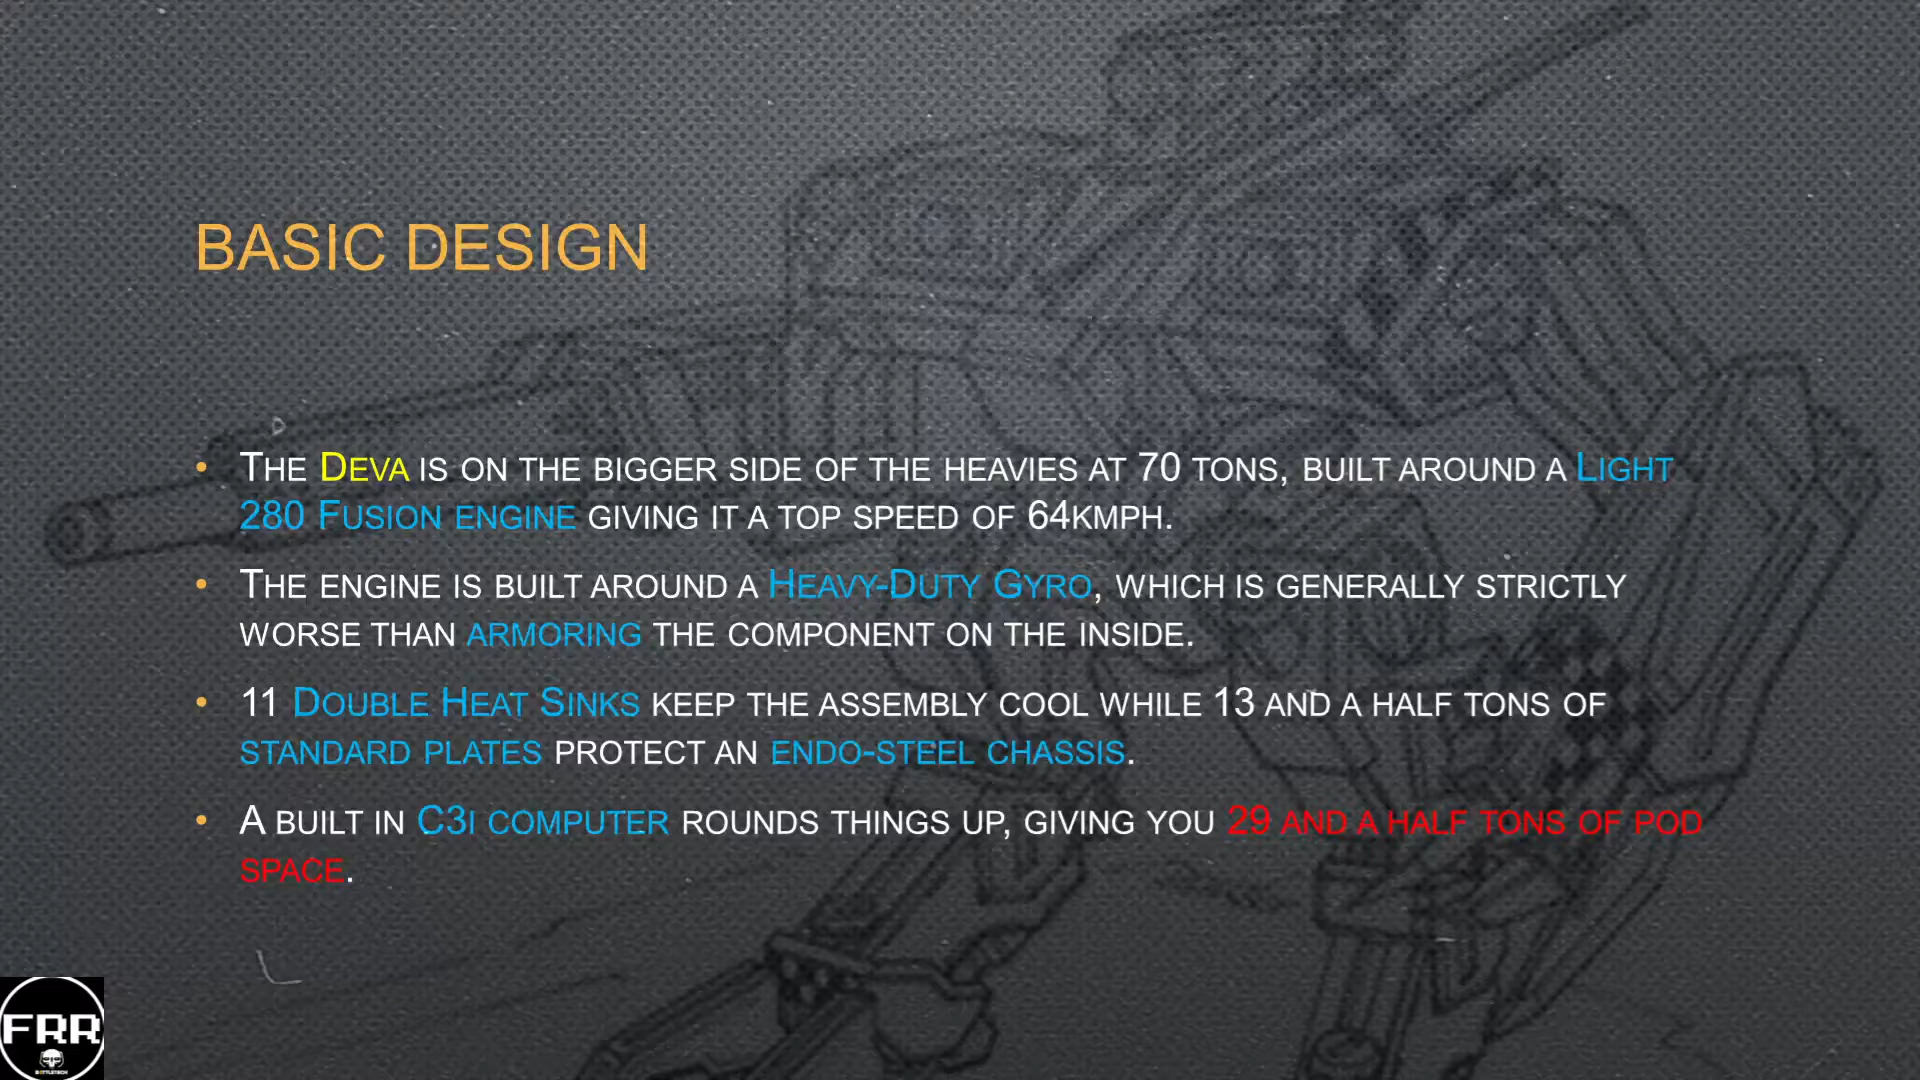 BASIC DESIGN
• THE DEVA IS ON THE BIGGER SIDE OF THE HEAVIES AT 70 TONS, BUILT AROUND A LIGHT
280 FUSION ENGINE GIVING IT A TOP SPEED OF 64KMPH.
• THE ENGINE IS BUILT AROUND A HEAVY-DUTY GYRO, WHICH IS GENERALLY STRICTLY
WORSE THAN ARMORING THE COMPONENT ON THE INSIDE.
• 11 DOUBLE HEAT SINKS KEEP THE ASSEMBLY COOL WHILE 13 AND A HALF TONS OF
STANDARD PLATES PROTECT AN ENDO-STEEL CHASSIS.
• A BUILT IN C3I COMPUTER ROUNDS THINGS UP, GIVING YOU 29 AND A HALF TONS OF POD
SPACE.
FRR
BATTLETECH